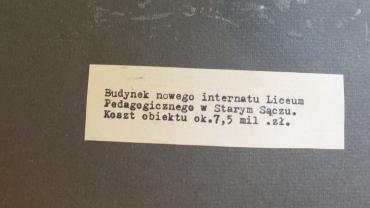 Budynek nowego internatu Liceum
Pedagogicznego w Starym Sączu.
Koszt obiektu ok.7,5 mil .zł.